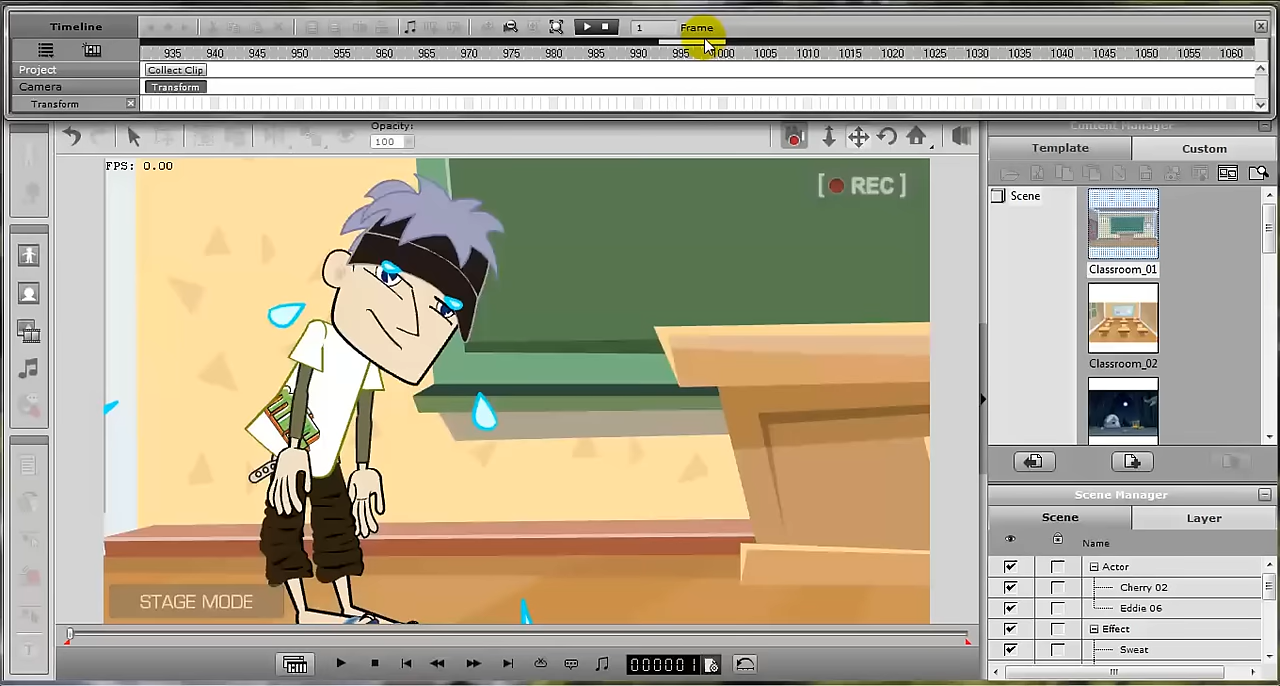 Timeline
1 Frame
935 940 945 950 955 960 965 970 975 980 985 990 995 1000 1005 1010 1015 1020 1025 1030 1035 1040 1045 1050 1055 1060
Project
Collect Clip
Camera
Transform
Transform
Opacity:
100
Content Manager
Template
Custom
FPS: 0.00
[ REC ]
Scene
Classroom_01
Classroom_02
Scene Manager
Scene
Layer
Name
Actor
Cherry 02
Eddie 06
Effect
Sweat
STAGE MODE
000001